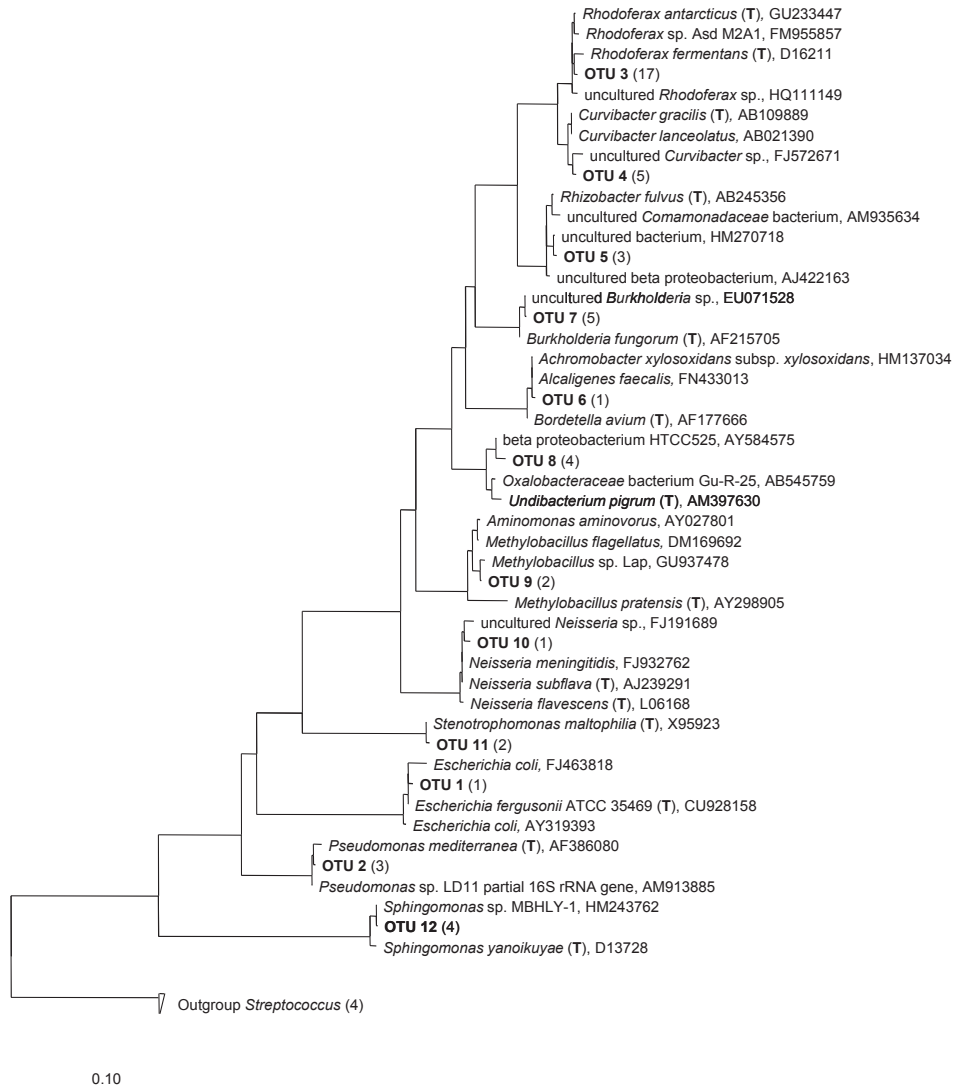 Rhodoferax antarcticus (T), GU233447
Rhodoferax sp. Asd M2A1, FM955857
Rhodoferax fermentans (T), D16211
OTU 3 (17)
uncultured Rhodoferax sp., HQ111149
Curvibacter gracilis (T), AB109889
Curvibacter lanceolatus, AB021390
uncultured Curvibacter sp., FJ572671
OTU 4 (5)
Rhizobacter fulvus (T), AB245356
uncultured Comamonadaceae bacterium, AM935634
uncultured bacterium, HM270718
OTU 5 (3)
uncultured beta proteobacterium, AJ422163
uncultured Burkholderia sp., EU071528
OTU 7 (5)
Burkholderia fungorum (T), AF215705
Achromobacter xylosoxidans subsp. xylosoxidans, HM137034
Alcaligenes faecalis, FN433013
OTU 6 (1)
Bordetella avium (T), AF177666
beta proteobacterium HTCC525, AY584575
OTU 8 (4)
Oxalobacteraceae bacterium Gu-R-25, AB545759
Undibacterium pigrum (T), AM397630
Aminomonas aminovorus, AY027801
Methylobacillus flagellatus, DM169692
Methylobacillus sp. Lap, GU937478
OTU 9 (2)
Methylobacillus pratensis (T), AY298905
uncultured Neisseria sp., FJ191689
OTU 10 (1)
Neisseria meningitidis, FJ932762
Neisseria subflava (T), AJ239291
Neisseria flavescens (T), L06168
Stenotrophomonas maltophilia (T), X95923
OTU 11 (2)
Escherichia coli, FJ463818
OTU 1 (1)
Escherichia fergusonii ATCC 35469 (T), CU928158
Escherichia coli, AY319393
Pseudomonas mediterranea (T), AF386080
OTU 2 (3)
Pseudomonas sp. LD11 partial 16S rRNA gene, AM913885
Sphingomonas sp. MBHLY-1, HM243762
OTU 12 (4)
Sphingomonas yanoikuyae (T), D13728
Outgroup Streptococcus (4)
0.10